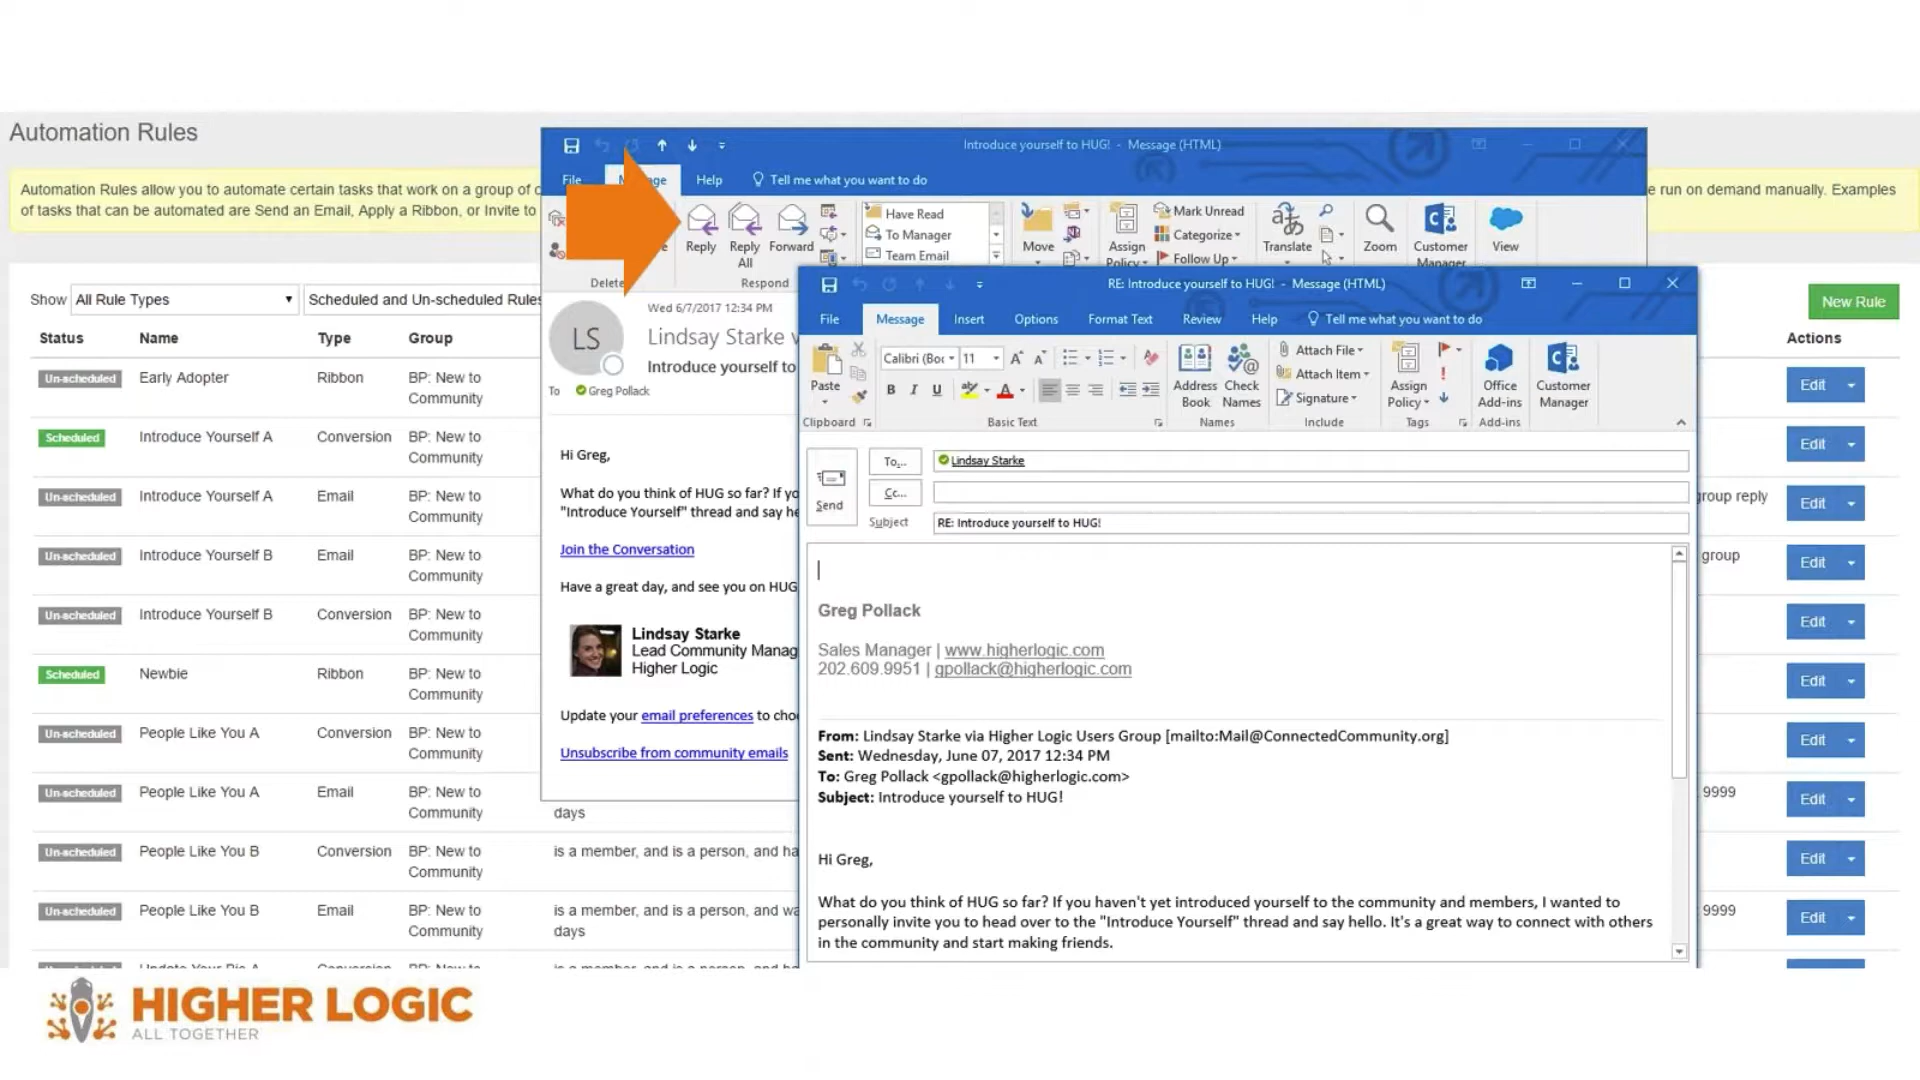 Automation Rules
Automation Rules allow you to automate certain tasks that work on a group of
of tasks that can be automated are Send an Email, Apply a Ribbon, or Invite to
run on demand manually. Examples
Show All Rule Types Scheduled and Un-scheduled Rules
New Rule
Status Name Type Group Actions
Un-scheduled Early Adopter Ribbon BP: New to Community Edit
Scheduled Introduce Yourself A Conversion BP: New to Community Edit
Un-scheduled Introduce Yourself A Email BP: New to Community group reply Edit
Un-scheduled Introduce Yourself B Email BP: New to Community group Edit
Un-scheduled Introduce Yourself B Conversion BP: New to Community Edit
Scheduled Newbie Ribbon BP: New to Community Edit
Un-scheduled People Like You A Conversion BP: New to Community Edit
Un-scheduled People Like You A Email BP: New to Community days 9999 Edit
Un-scheduled People Like You B Conversion BP: New to Community is a member, and is a person, and ha Edit
Un-scheduled People Like You B Email BP: New to Community is a member, and is a person, and wa days 9999 Edit
Introduce yourself to HUG! - Message (HTML)
File Help Tell me what you want to do
Reply
Reply All
Forward
Have Read
To Manager
Team Email
Move
Assign Policy
Mark Unread
Categorize
Follow Up
Translate
Zoom
Customer Manager
View
Delete Respond
Wed 6/7/2017 12:34 PM
LS
Lindsay Starke
Introduce yourself to
To Greg Pollack
Hi Greg,
What do you think of HUG so far? If yo
"Introduce Yourself" thread and say he
Join the Conversation
Have a great day, and see you on HUG
Lindsay Starke
Lead Community Manag
Higher Logic
Update your email preferences to cho
Unsubscribe from community emails
RE: Introduce yourself to HUG! - Message (HTML)
File Message Insert Options Format Text Review Help Tell me what you want to do
Paste
Calibri (Boc 11
B I U
Address Book
Check Names
Attach File
Attach Item
Signature
Assign Policy
Office Add-ins
Customer Manager
Clipboard Basic Text Names Include Tags Add-ins
Send
To... Lindsay Starke
Cc...
Subject RE: Introduce yourself to HUG!
Greg Pollack
Sales Manager | www.higherlogic.com
202.609.9951 | gpollack@higherlogic.com
From: Lindsay Starke via Higher Logic Users Group [mailto:Mail@ConnectedCommunity.org]
Sent: Wednesday, June 07, 2017 12:34 PM
To: Greg Pollack <gpollack@higherlogic.com>
Subject: Introduce yourself to HUG!
Hi Greg,
What do you think of HUG so far? If you haven't yet introduced yourself to the community and members, I wanted to
personally invite you to head over to the "Introduce Yourself" thread and say hello. It's a great way to connect with others
in the community and start making friends.
HIGHER LOGIC
ALL TOGETHER